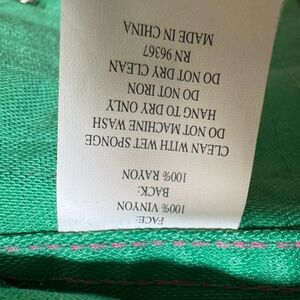 FACE:
100% VINYON
BACK:
100% RAYON
CLEAN WITH WET SPONGE
DO NOT MACHINE WASH
HANG TO DRY ONLY
DO NOT IRON
DO NOT DRY CLEAN
RN 96367
MADE IN CHINA